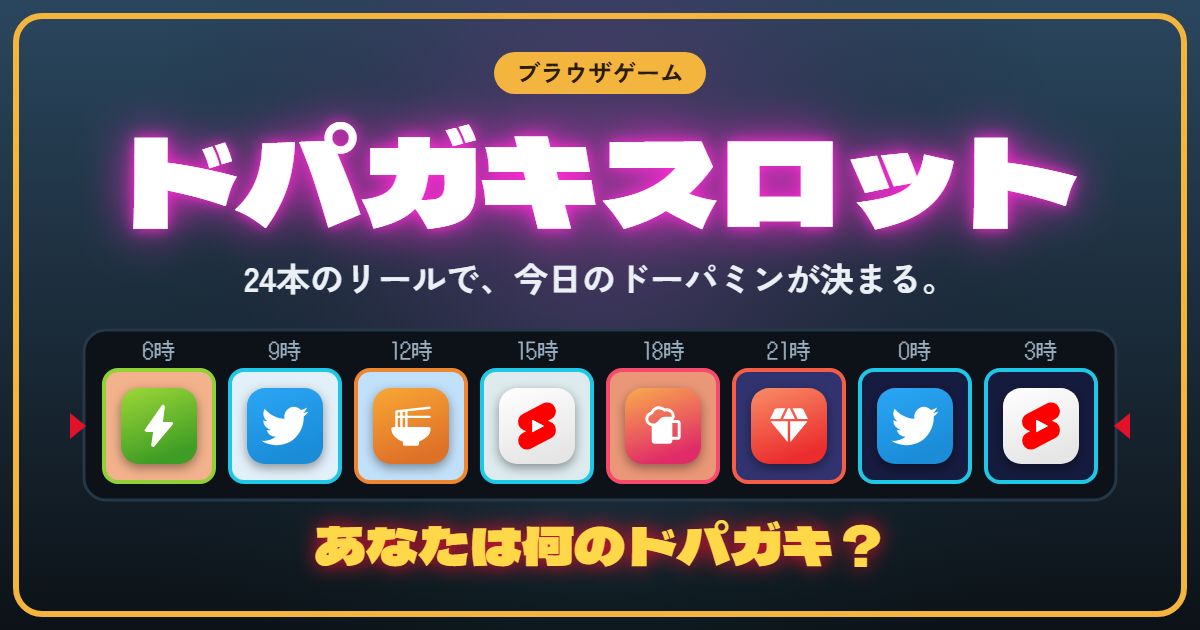 ブラウザゲーム
ドパガキスロット
24本のリールで、今日のドーパミンが決まる。
6時 9時 12時 15時 18時 21時 0時 3時
あなたは何のドパガキ？